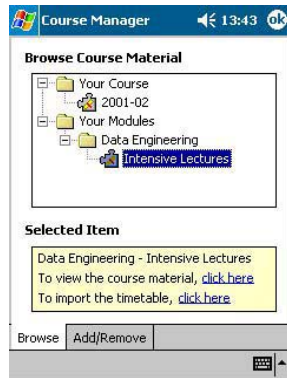 Course Manager 13:43 ok
Browse Course Material
Your Course
2001-02
Your Modules
Data Engineering
Intensive Lectures
Selected Item
Data Engineering - Intensive Lectures
To view the course material, click here
To import the timetable, click here
Browse Add/Remove